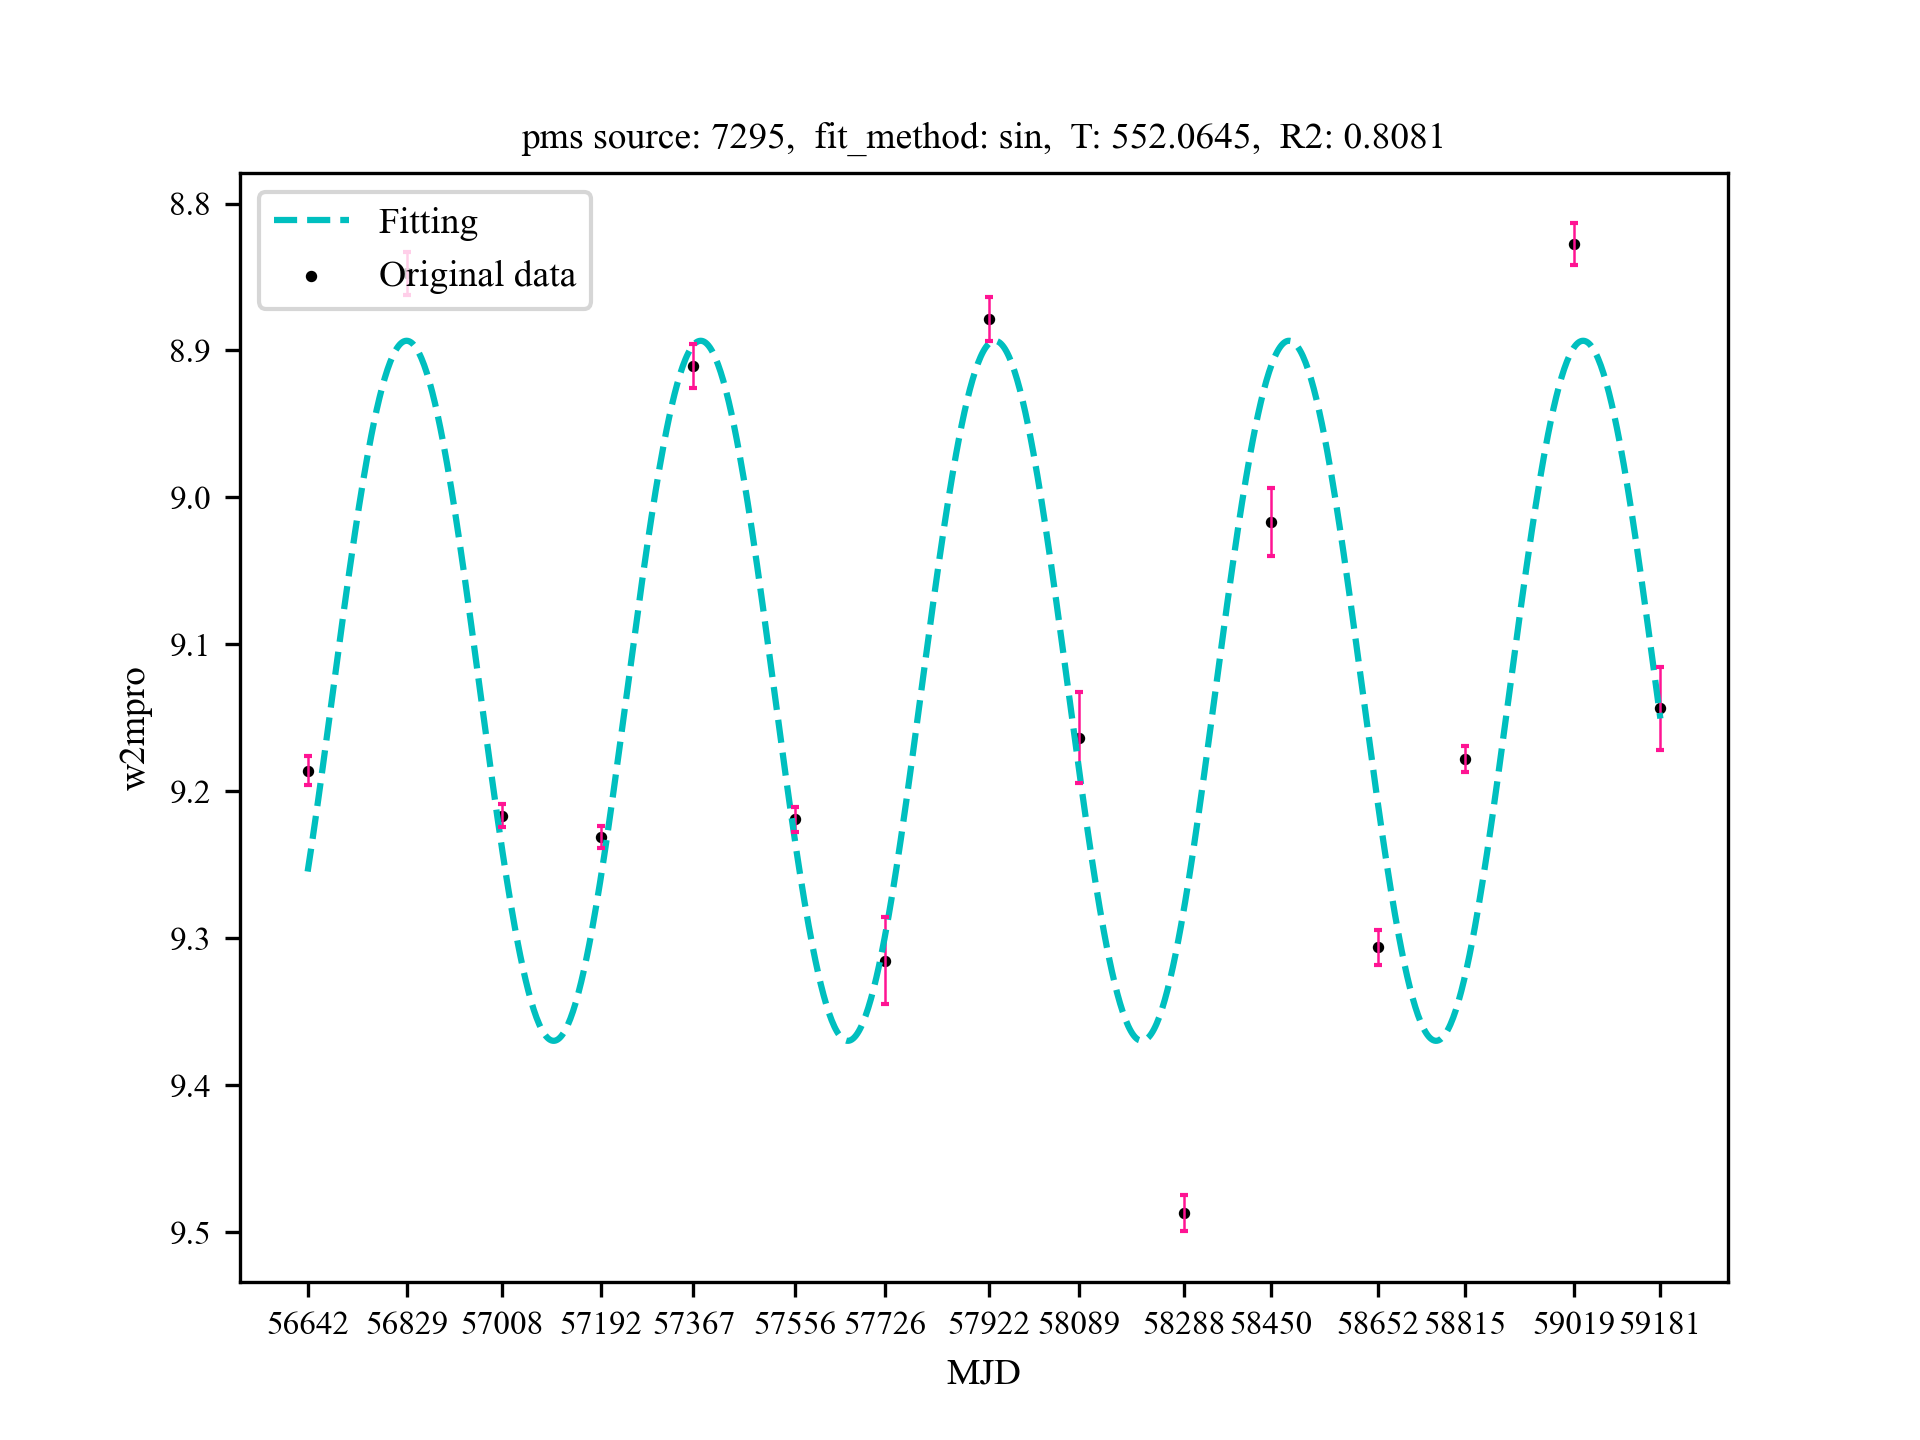 pms source: 7295, fit_method: sin, T: 552.0645, R2: 0.8081
Fitting
Original data
8.8
8.9
9.0
9.1
9.2
9.3
9.4
9.5
w2mpro
56642 56829 57008 57192 57367 57556 57726 57922 58089 58288 58450 58652 58815 59019 59181
MJD